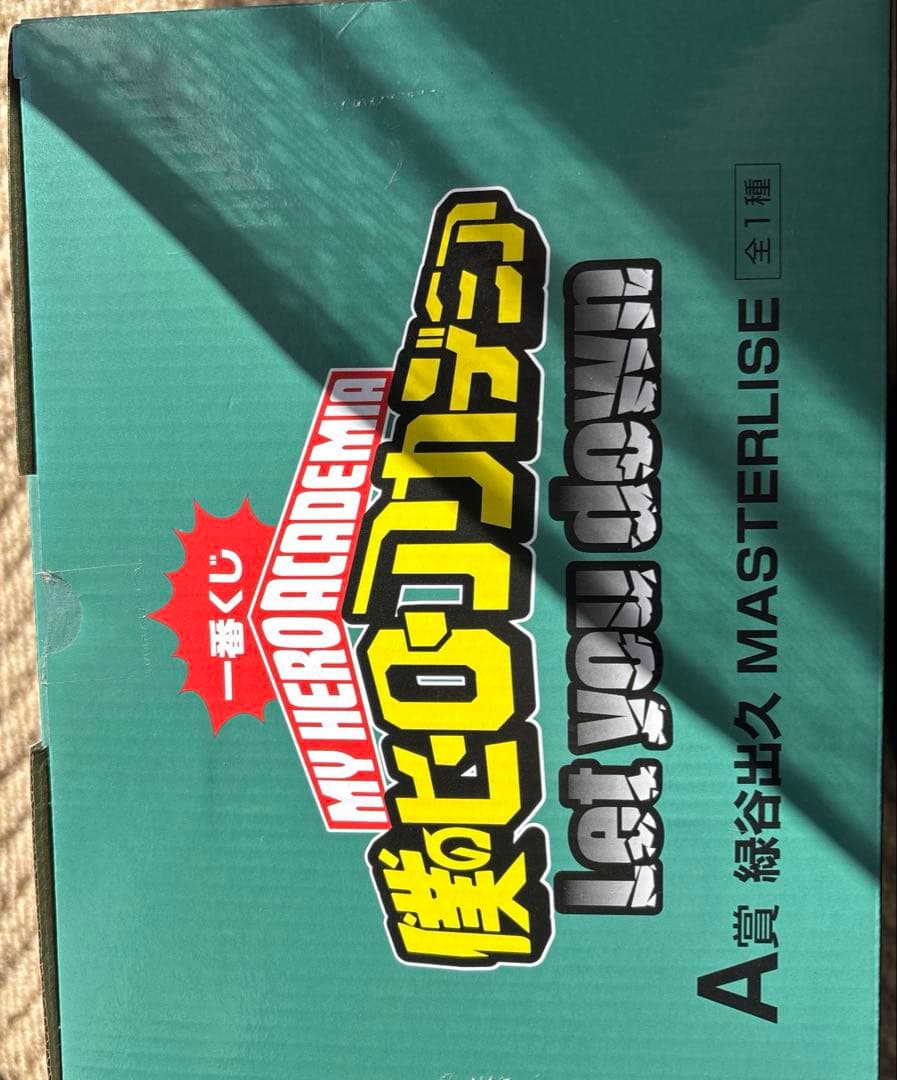 一番くじ
MY HERO ACADEMIA
僕のヒーローアカデミア
Let you down
A賞 緑谷出久 MASTERLISE 全1種